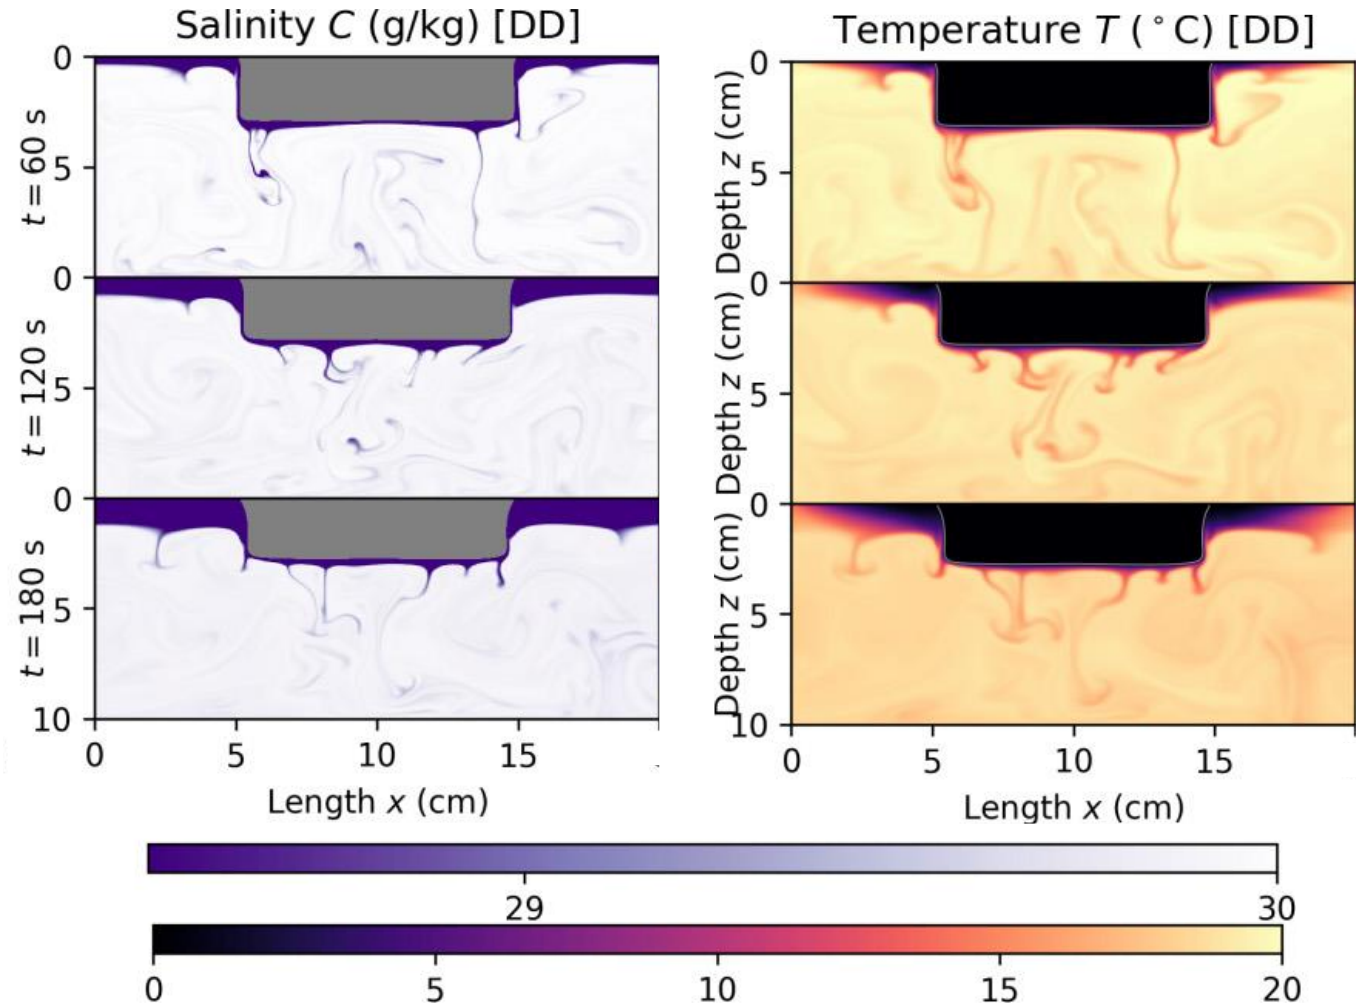 Salinity C (g/kg) [DD]
Temperature T (°C) [DD]
0
t = 60 s
5
0
t = 120 s
5
0
t = 180 s
5
10
0 5 10 15
Length x (cm)
0
Depth z (cm)
5
0
Depth z (cm)
5
0
Depth z (cm)
5
10
0 5 10 15
Length x (cm)
29 30
0 5 10 15 20